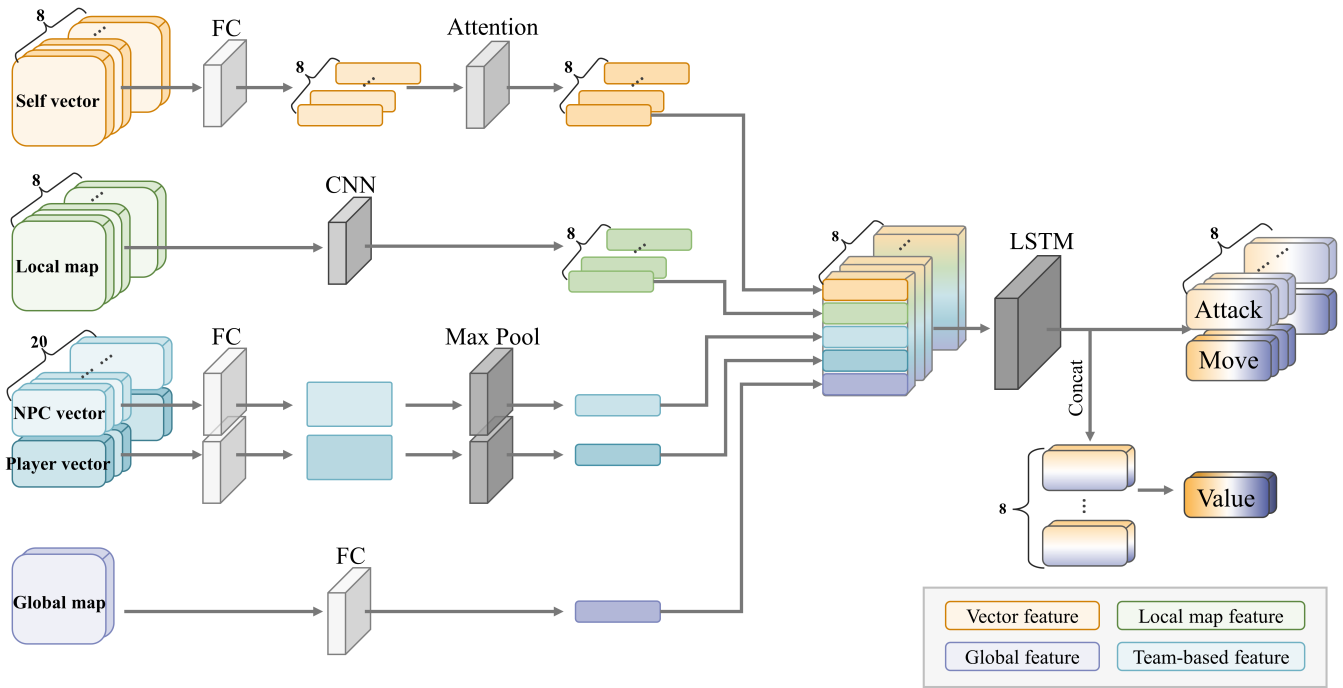 8
FC
Attention
8
8
Self vector
8
CNN
8
Local map
8
LSTM
8
Attack
Move
20
FC
Max Pool
NPC vector
Player vector
Concat
8
Value
FC
Global map
Vector feature
Local map feature
Global feature
Team-based feature